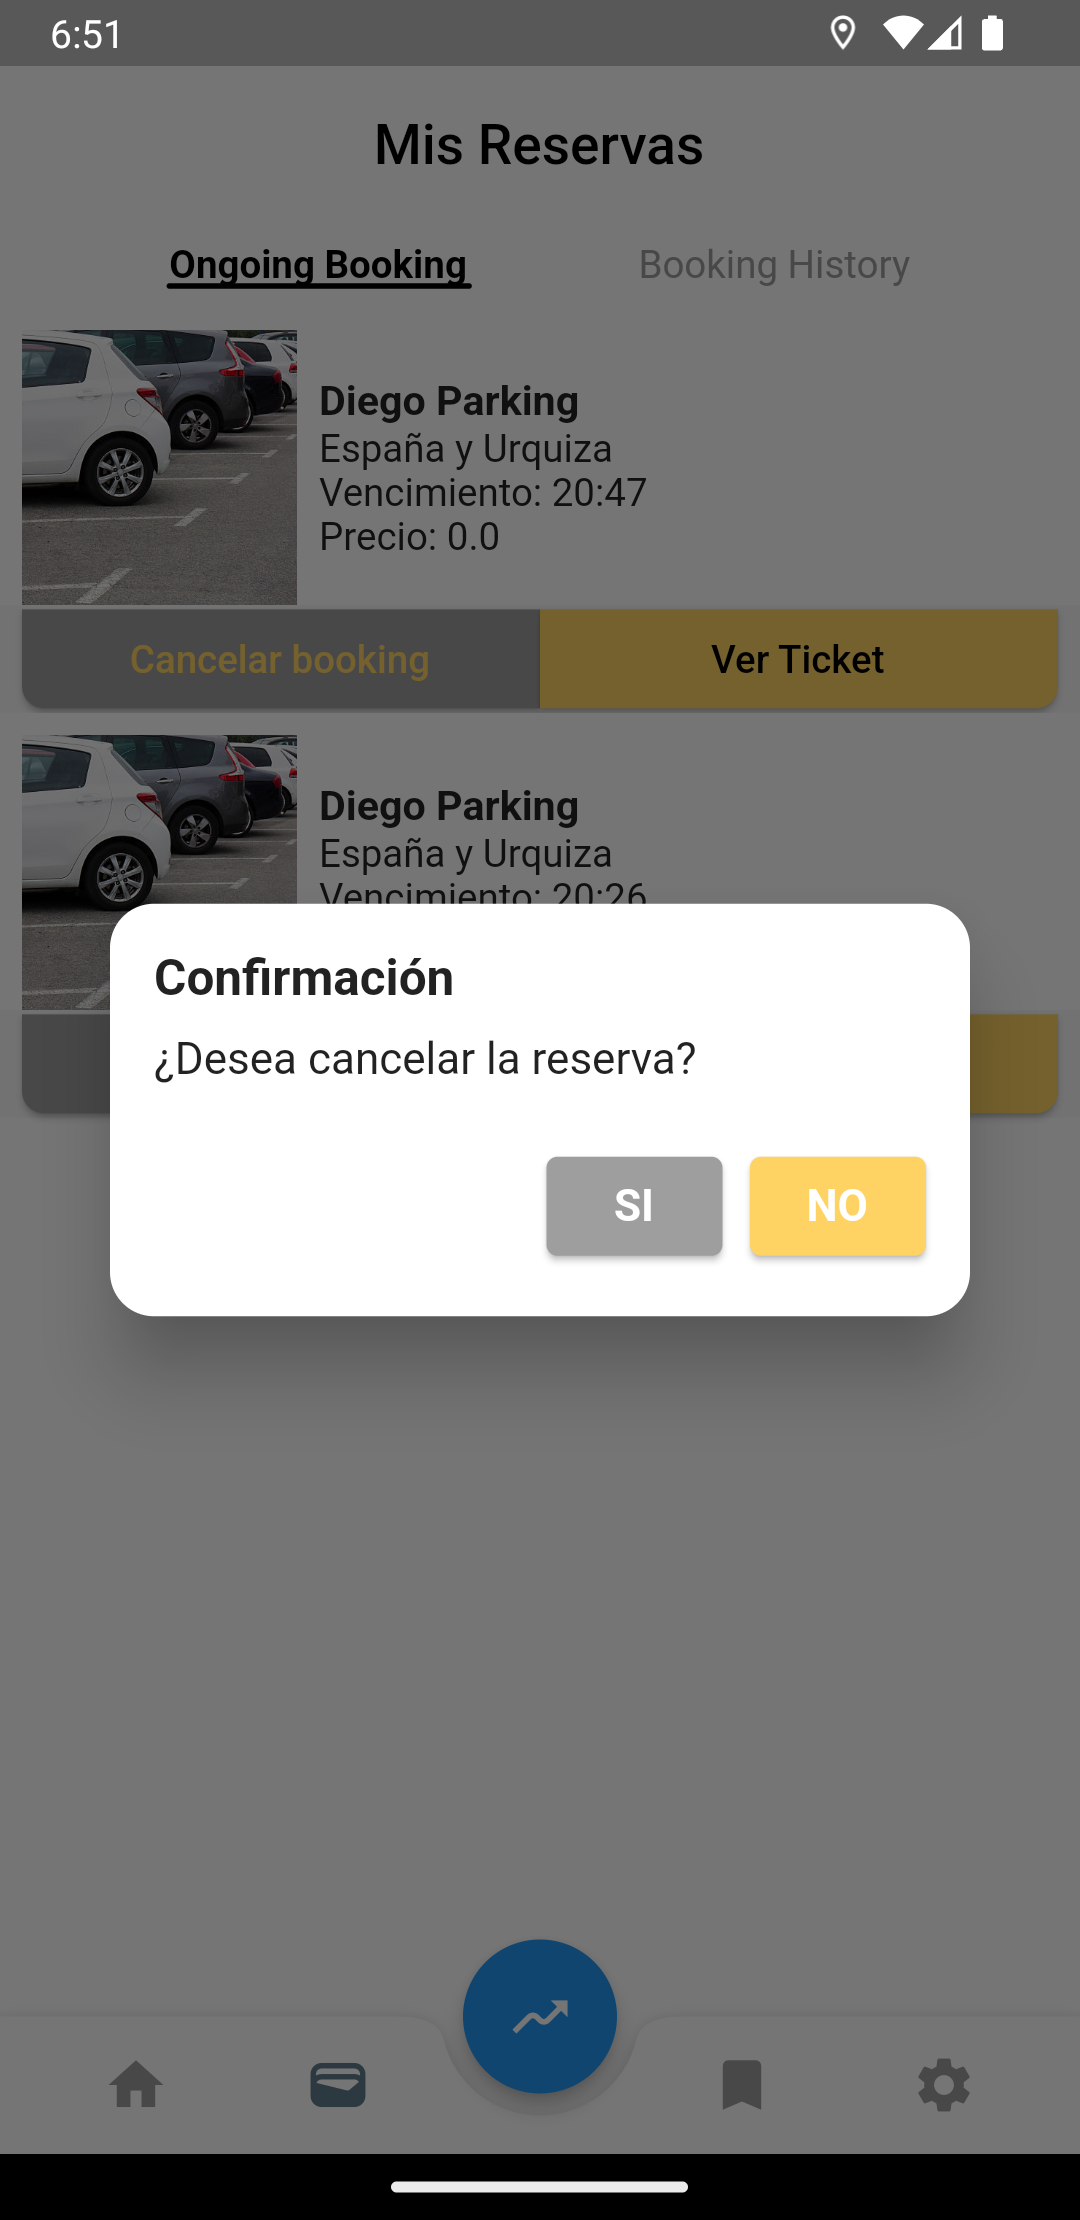 6:51
Mis Reservas
Ongoing Booking
Booking History
Diego Parking
España y Urquiza
Vencimiento: 20:47
Precio: 0.0
Cancelar booking
Ver Ticket
Diego Parking
España y Urquiza
Vencimiento: 20:26
Confirmación
¿Desea cancelar la reserva?
SI
NO